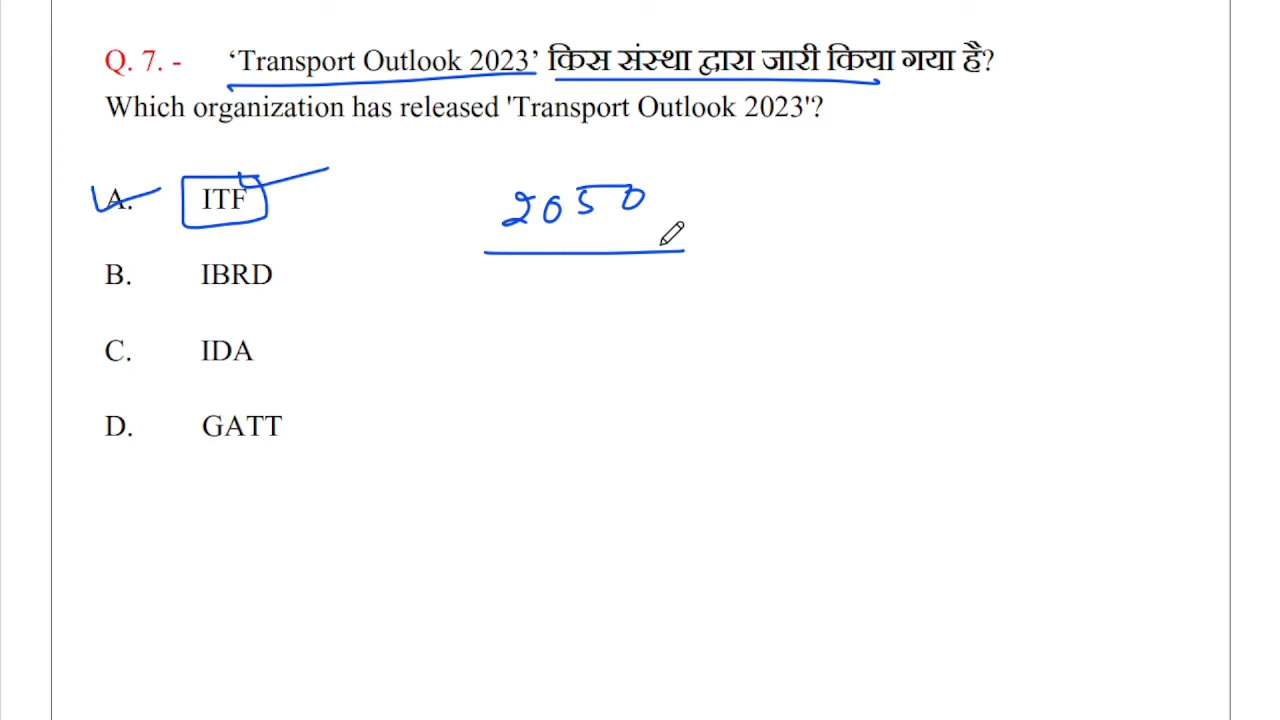 Q. 7. - ‘Transport Outlook 2023’ किस संस्था द्वारा जारी किया गया है?
Which organization has released 'Transport Outlook 2023'?
A. ITF
2050
B. IBRD
C. IDA
D. GATT